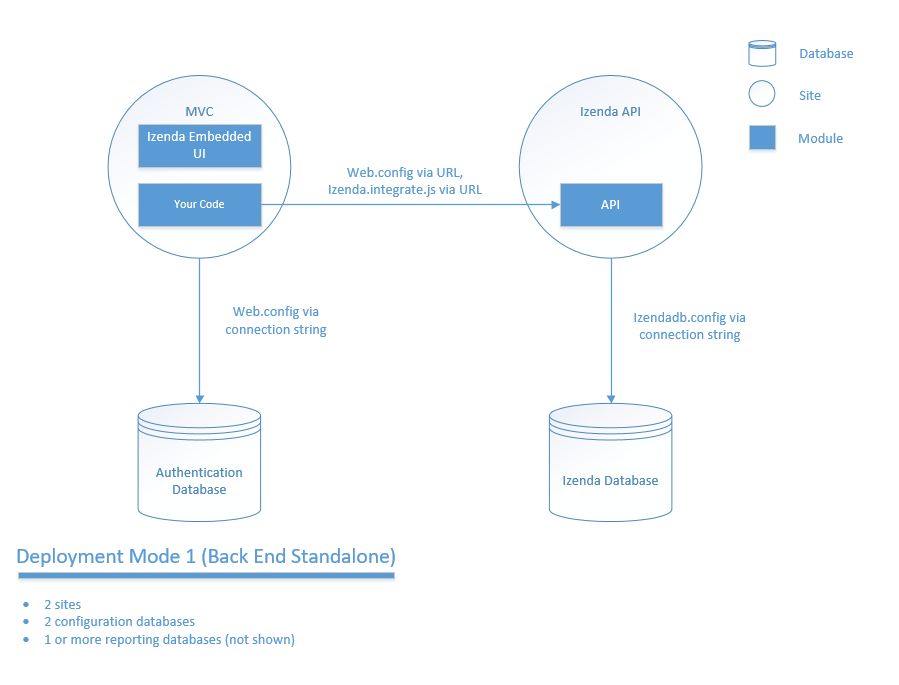 Database
Site
Module
MVC
Izenda Embedded
UI
Your Code
Web.config via URL,
Izenda.integrate.js via URL
Izenda API
API
Web.config via
connection string
Izendadb.config via
connection string
Authentication
Database
Izenda Database
Deployment Mode 1 (Back End Standalone)
• 2 sites
• 2 configuration databases
• 1 or more reporting databases (not shown)